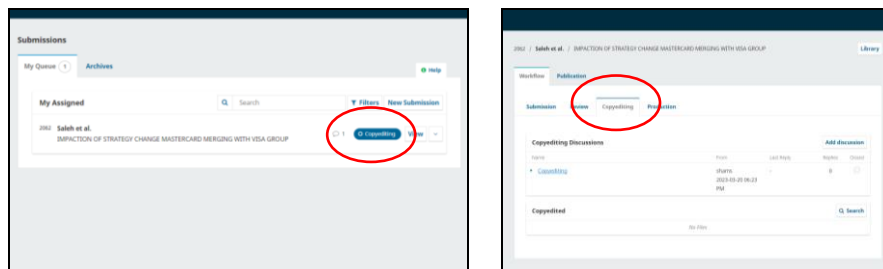 Submissions
My Queue 1 Archives
Help
My Assigned Search Filters New Submission
2062 Saleh et al. 1 Copyediting View
IMPACTION OF STRATEGY CHANGE MASTERCARD MERGING WITH VISA GROUP
2062 / Saleh et al. / IMPACTION OF STRATEGY CHANGE MASTERCARD MERGING WITH VISA GROUP Library
Workflow Publication
Submission Review Copyediting Production
Copyediting Discussions Add discussion
Name From Last Reply Replies Closed
Copyediting - 0
PM
Copyedited Search
No Files